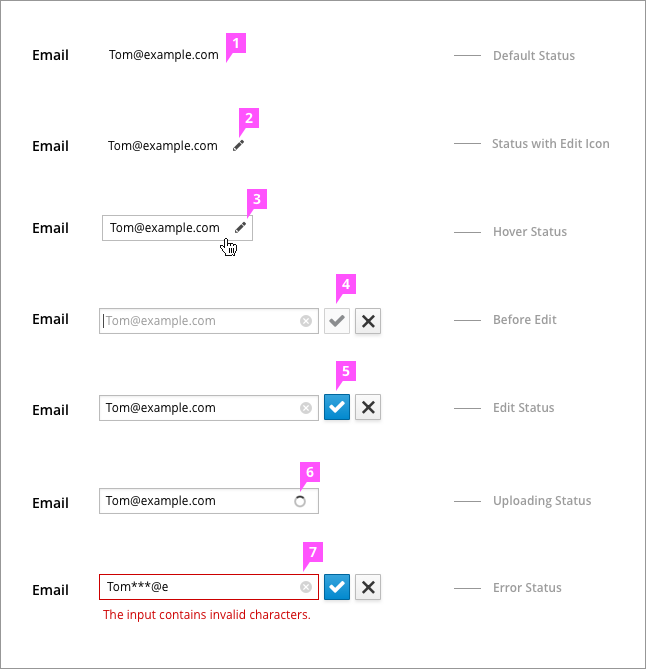 1
Email Tom@example.com Default Status
2
Email Tom@example.com Status with Edit Icon
3
Email Tom@example.com Hover Status
4
Email Tom@example.com Before Edit
5
Email Tom@example.com Edit Status
6
Email Tom@example.com Uploading Status
7
Email Tom***@e Error Status
The input contains invalid characters.